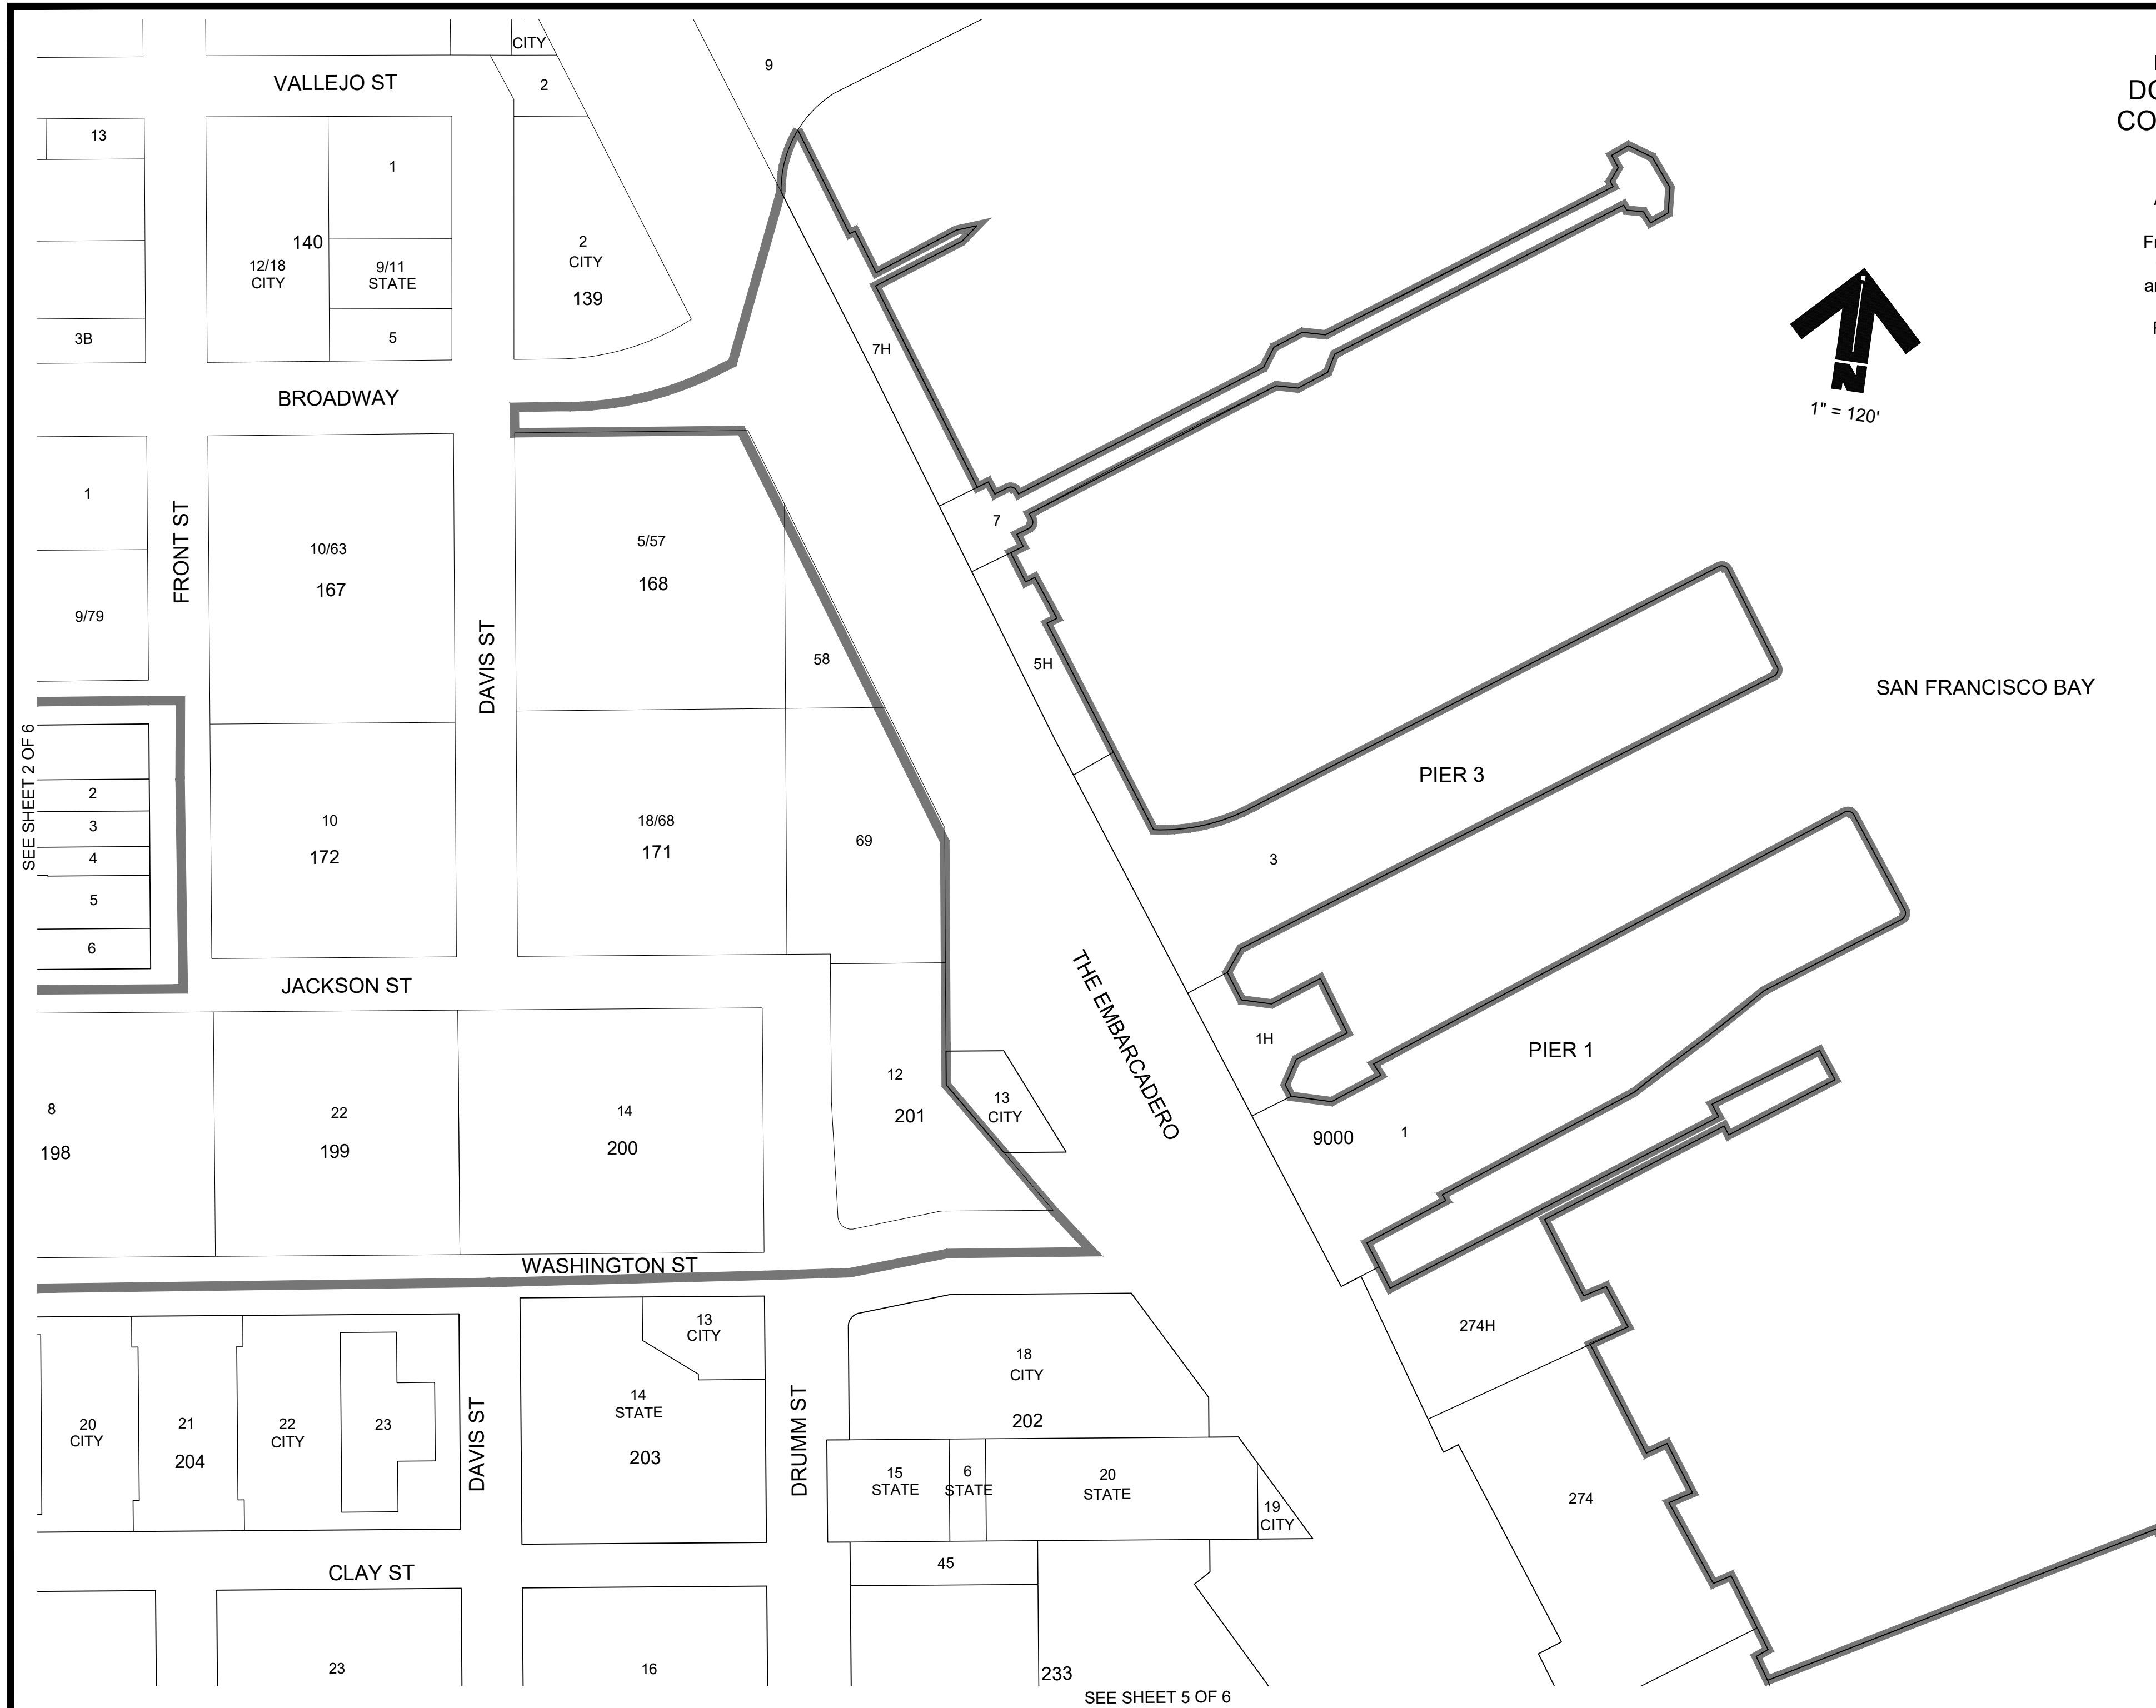 CITY
VALLEJO ST
2
9
13
1
140
12/18
CITY
9/11
STATE
2
CITY
139
3B
5
7H
BROADWAY
1" = 120'
N
1
FRONT ST
10/63
167
5/57
168
7
9/79
DAVIS ST
58
5H
SAN FRANCISCO BAY
SEE SHEET 2 OF 6
2
3
4
5
6
10
172
18/68
171
69
PIER 3
3
JACKSON ST
THE EMBARCADERO
1H
PIER 1
8
198
22
199
14
200
12
201
13
CITY
9000
1
WASHINGTON ST
13
CITY
274H
18
CITY
202
20
CITY
21
204
22
CITY
23
DAVIS ST
14
STATE
203
DRUMM ST
15
STATE
6
STATE
20
STATE
19
CITY
274
CLAY ST
45
23
16
233
SEE SHEET 5 OF 6